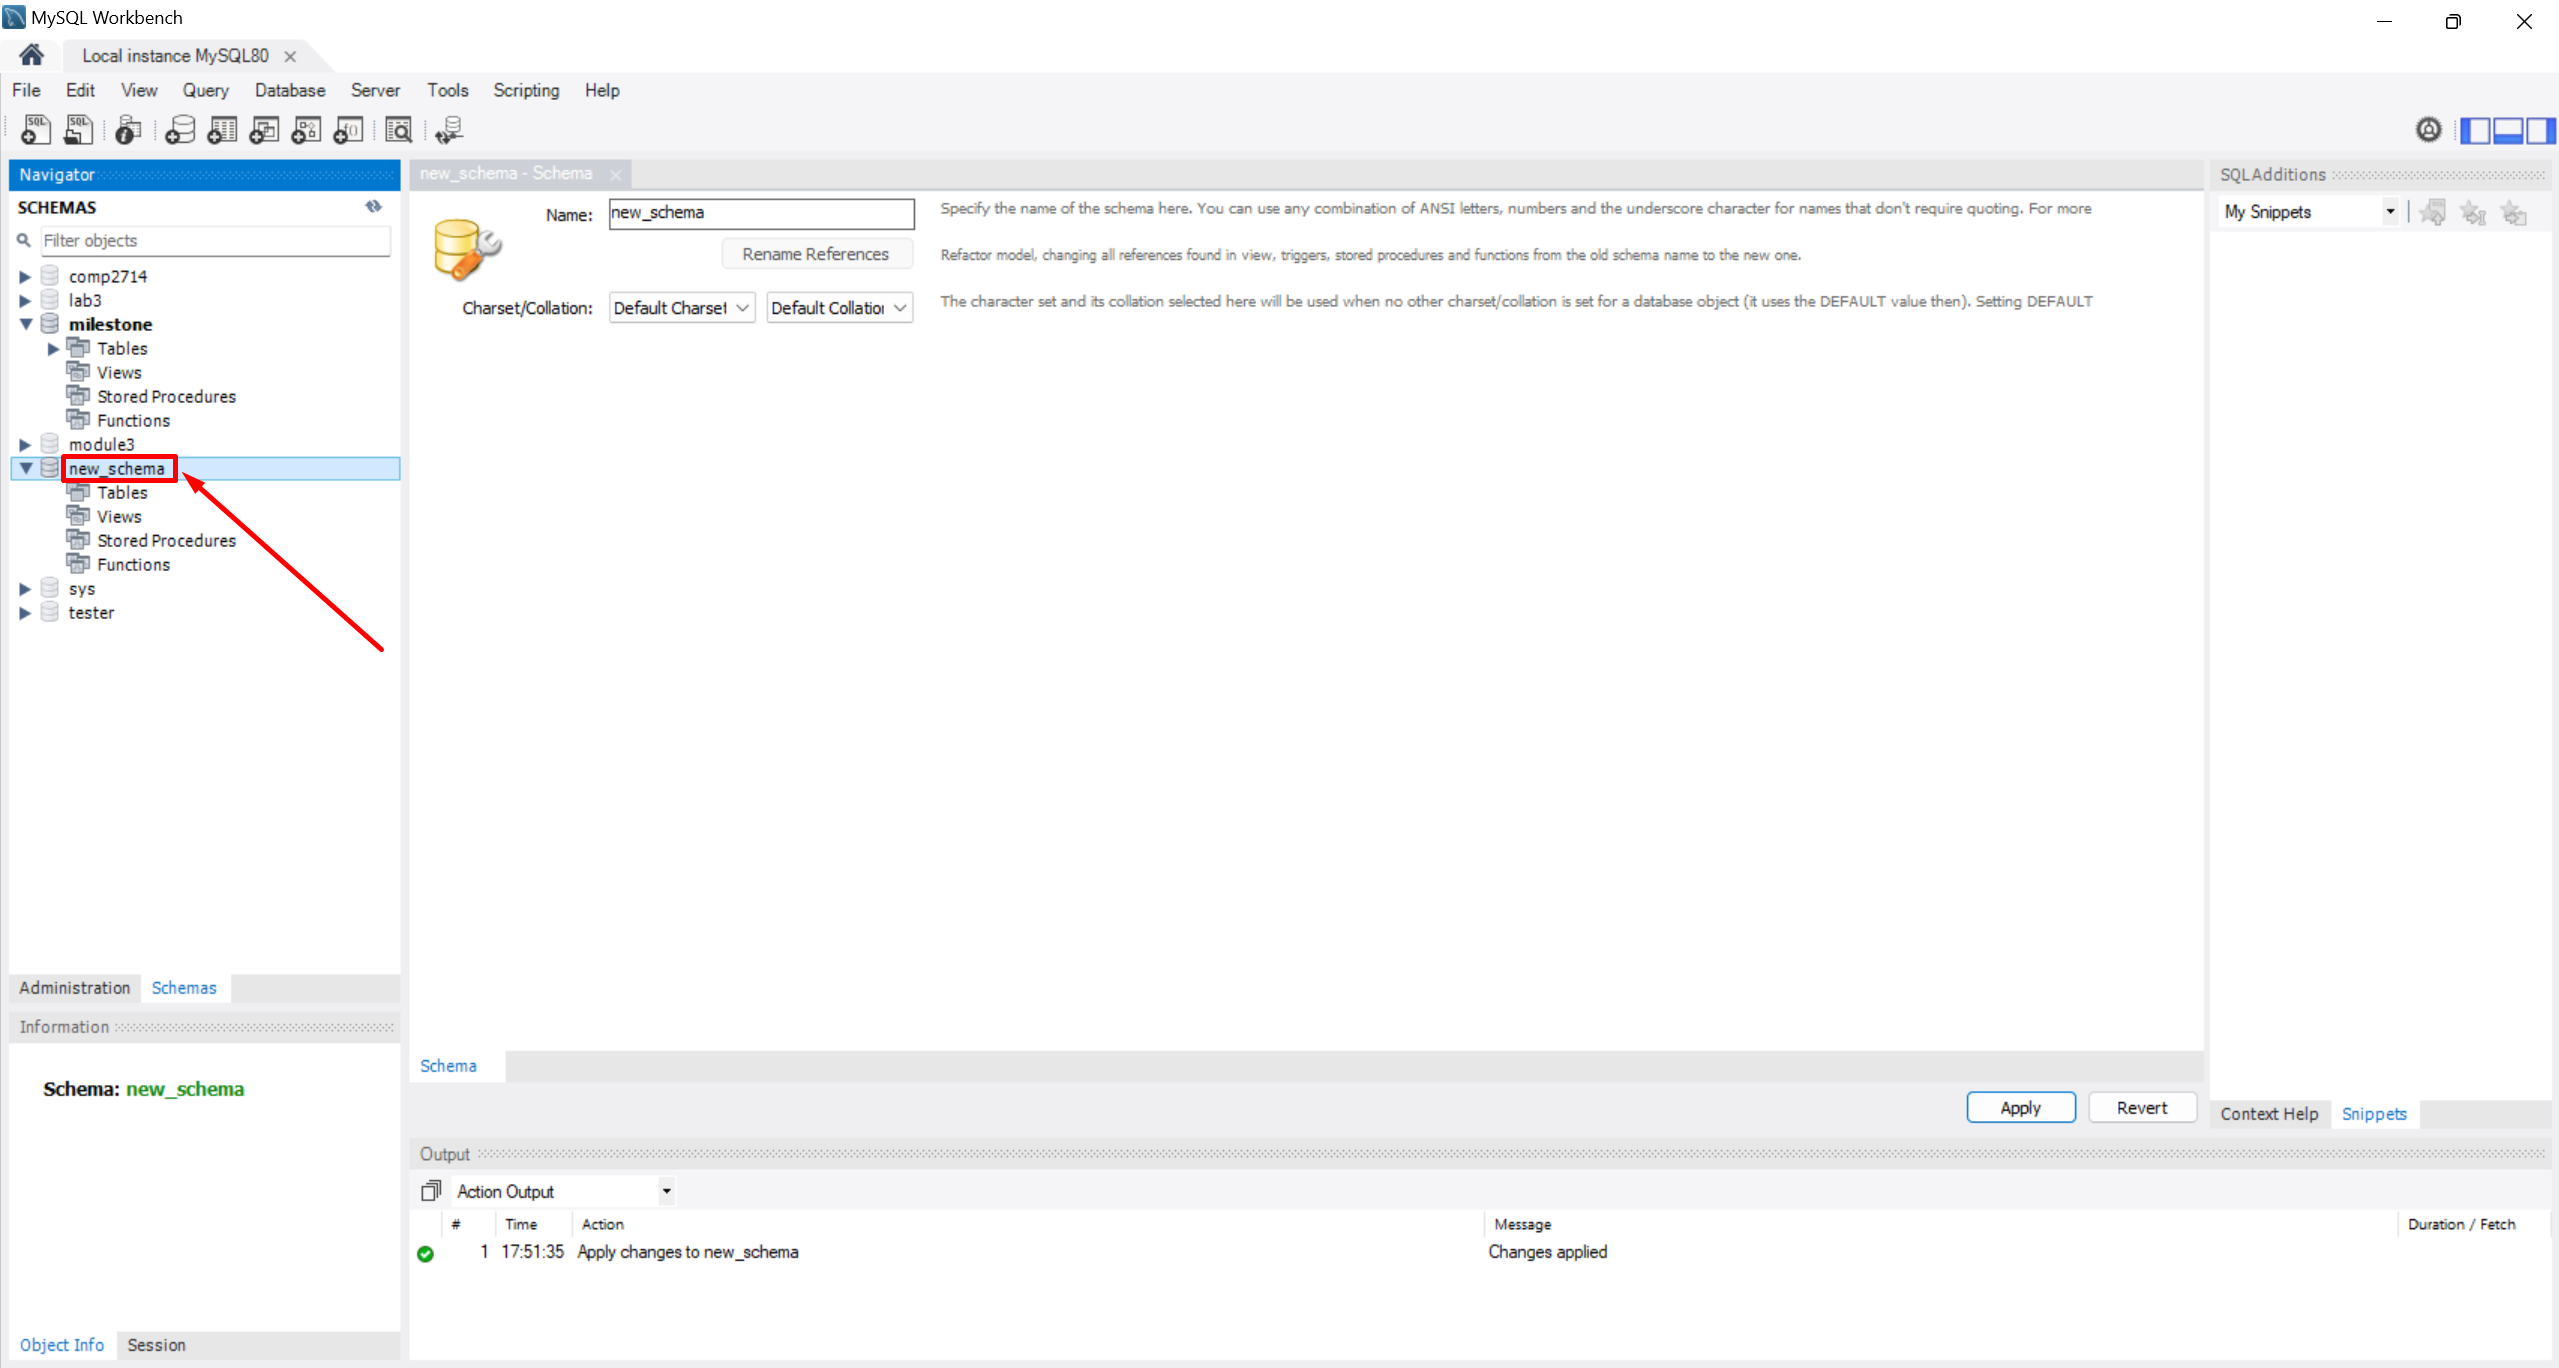 MySQL Workbench
Local instance MySQL80
File Edit View Query Database Server Tools Scripting Help
Navigator
SCHEMAS
Filter objects
comp2714
lab3
milestone
Tables
Views
Stored Procedures
Functions
module3
new_schema
Tables
Views
Stored Procedures
Functions
sys
tester
Administration Schemas
Information
Schema: new_schema
Object Info Session
new_schema - Schema
Name: new_schema Specify the name of the schema here. You can use any combination of ANSI letters, numbers and the underscore character for names that don't require quoting. For more
Rename References Refactor model, changing all references found in view, triggers, stored procedures and functions from the old schema name to the new one.
Charset/Collation: Default Charset Default Collation The character set and its collation selected here will be used when no other charset/collation is set for a database object (it uses the DEFAULT value then). Setting DEFAULT
Schema
Apply Revert
Output
Action Output
# Time Action Message Duration / Fetch
1 17:51:35 Apply changes to new_schema Changes applied
SQLAdditions
My Snippets
Context Help Snippets